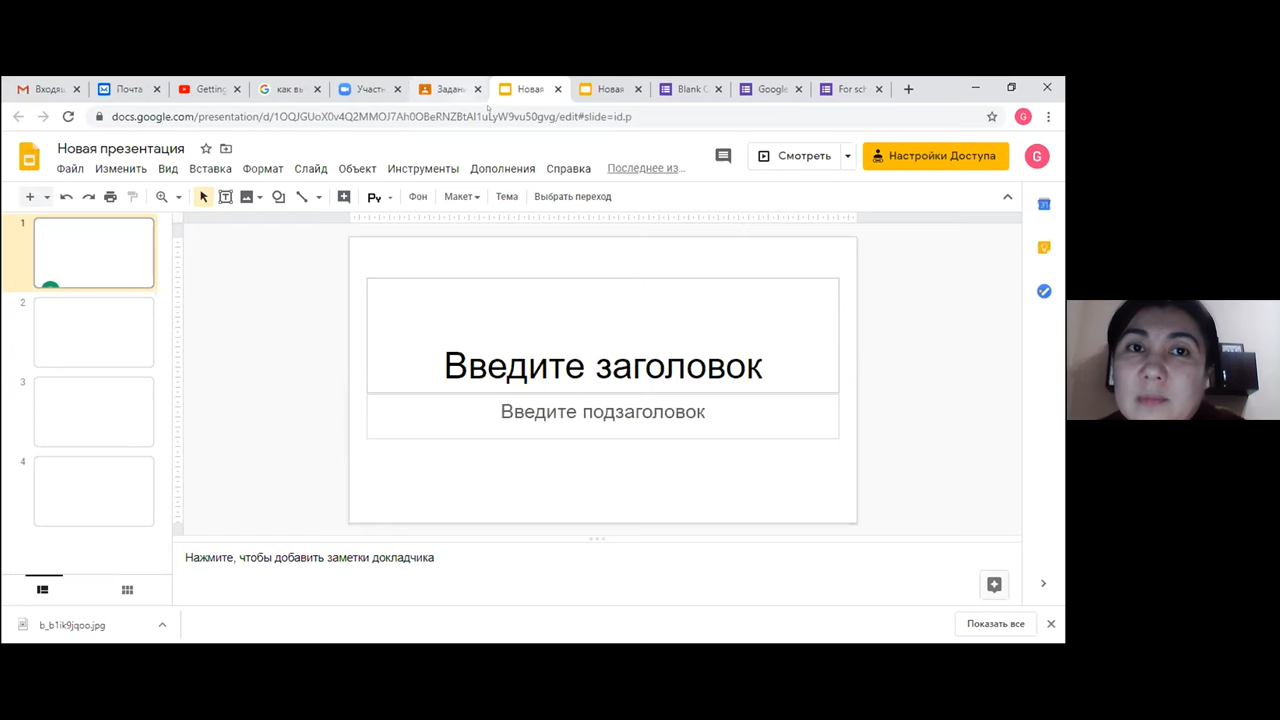 Входящ Почта Getting Google как вы Участн Задани Новая Новая Blank Q Google For sch
docs.google.com/presentation/d/
edit#slide=id.p
Новая презентация
Файл Изменить Вид Вставка Формат Слайд Объект Инструменты Дополнения Справка Последнее из...
Смотреть
Настройки Доступа
G
G
Фон Макет Тема Выбрать переход
1
2
3
4
Введите заголовок
Введите подзаголовок
Нажмите, чтобы добавить заметки докладчика
b_b1ik9jqoo.jpg
Показать все